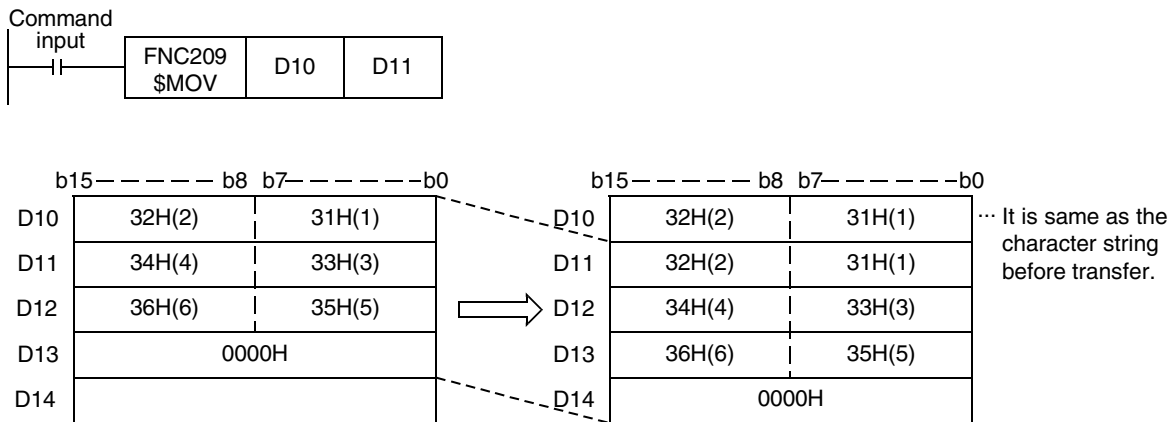 Command
input
FNC209
$MOV
D10
D11
b15 b8 b7 b0
D10 32H(2) 31H(1)
D11 34H(4) 33H(3)
D12 36H(6) 35H(5)
D13 0000H
D14
b15 b8 b7 b0
D10 32H(2) 31H(1)
D11 32H(2) 31H(1)
D12 34H(4) 33H(3)
D13 36H(6) 35H(5)
D14 0000H
··· It is same as the
character string
before transfer.